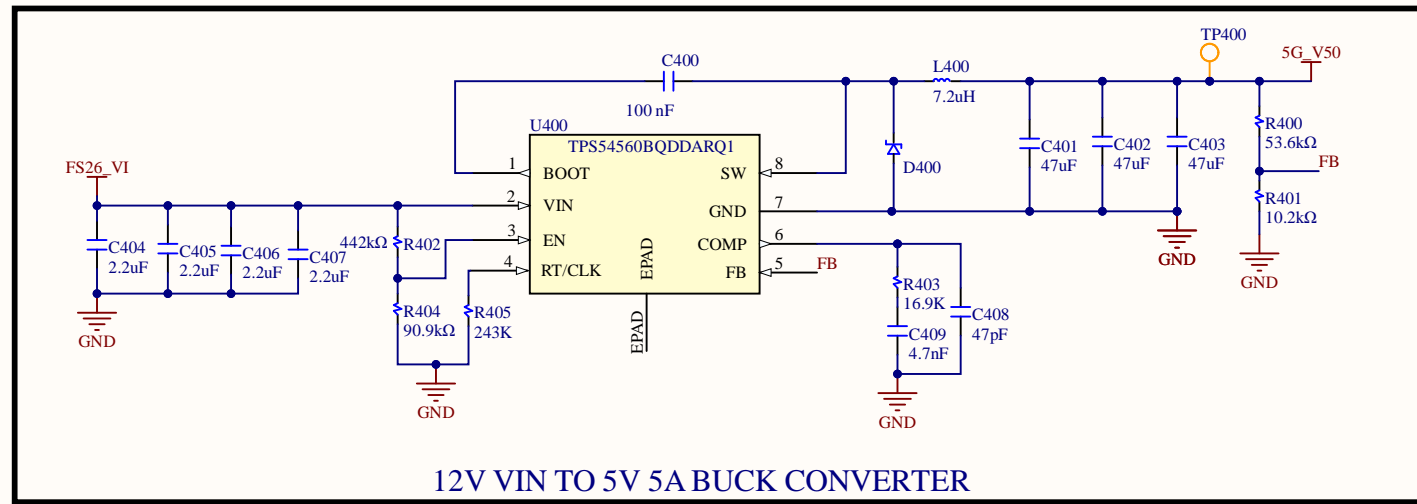 TP400
5G_V50
C400
100 nF
L400
7.2uH
U400
TPS54560BQDDARQ1
FS26_VI
1
BOOT
SW
8
D400
C401
47uF
C402
47uF
C403
47uF
R400
53.6kΩ
FB
R401
10.2kΩ
2
VIN
GND
7
C404
2.2uF
C405
2.2uF
C406
2.2uF
C407
2.2uF
442kΩ
R402
3
EN
COMP
6
4
RT/CLK
EPAD
FB
5
FB
GND
GND
GND
R404
90.9kΩ
R405
243K
EPAD
R403
16.9K
C408
47pF
C409
4.7nF
GND
GND
GND
12V VIN TO 5V 5A BUCK CONVERTER